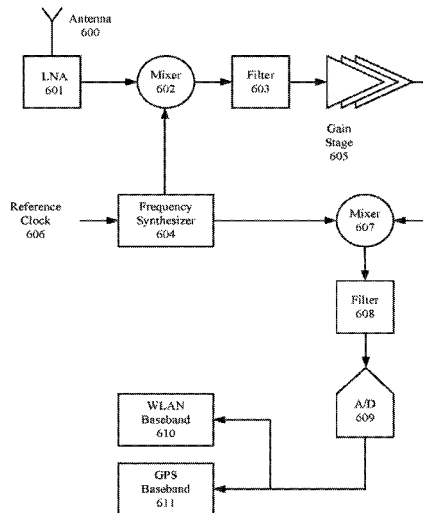 Antenna
600
LNA
601
Mixer
602
Filter
603
Gain
Stage
605
Reference
Clock
606
Frequency
Synthesizer
604
Mixer
607
Filter
608
A/D
609
WLAN
Baseband
610
GPS
Baseband
611